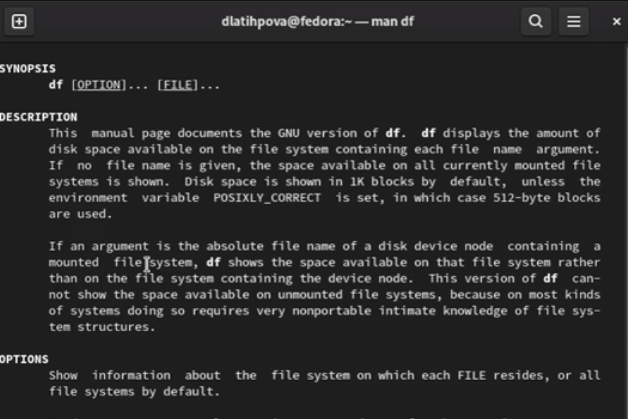 dlatihpova@fedora:~ — man df
SYNOPSIS
df [OPTION]... [FILE]...
DESCRIPTION
This manual page documents the GNU version of df. df displays the amount of
disk space available on the file system containing each file name argument.
If no file name is given, the space available on all currently mounted file
systems is shown. Disk space is shown in 1K blocks by default, unless the
environment variable POSIXLY_CORRECT is set, in which case 512-byte blocks
are used.
If an argument is the absolute file name of a disk device node containing a
mounted file system, df shows the space available on that file system rather
than on the file system containing the device node. This version of df can-
not show the space available on unmounted file systems, because on most kinds
of systems doing so requires very nonportable intimate knowledge of file sys-
tem structures.
OPTIONS
Show information about the file system on which each FILE resides, or all
file systems by default.